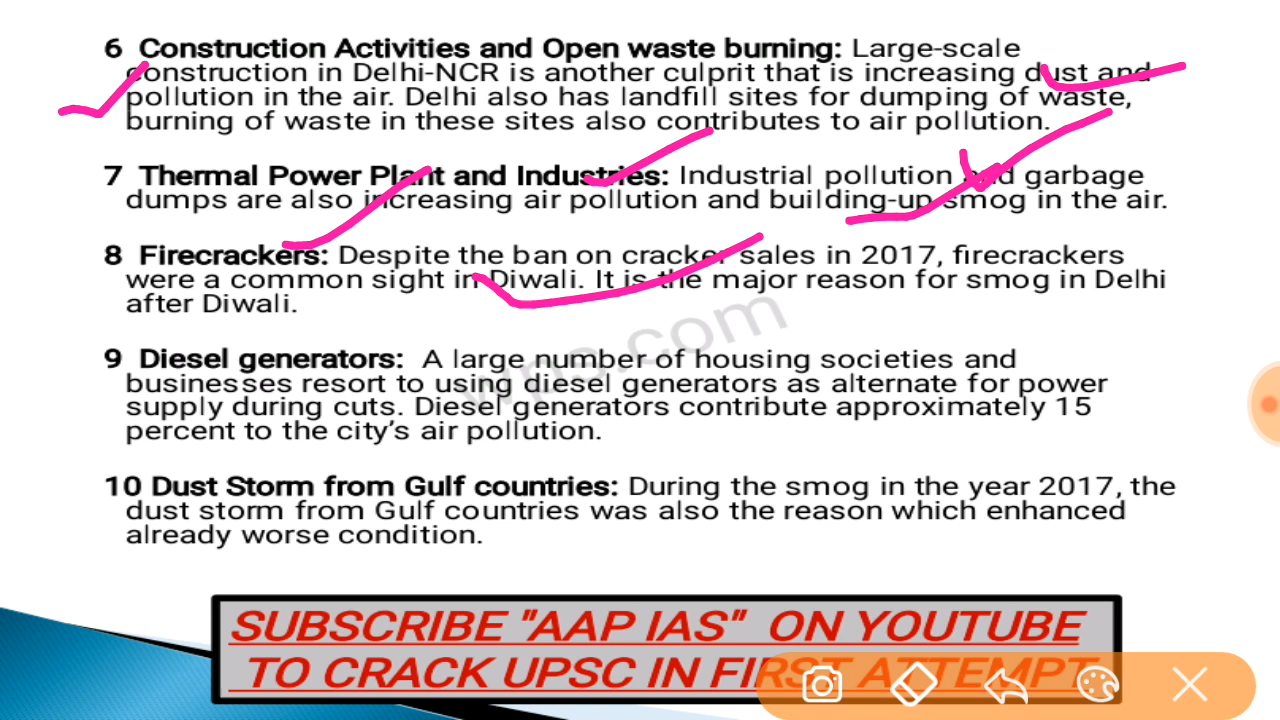 6 Construction Activities and Open waste burning: Large-scale
construction in Delhi-NCR is another culprit that is increasing dust and
pollution in the air. Delhi also has landfill sites for dumping of waste,
burning of waste in these sites also contributes to air pollution.
7 Thermal Power Plant and Industries: Industrial pollution and garbage
dumps are also increasing air pollution and building-up smog in the air.
8 Firecrackers: Despite the ban on cracker sales in 2017, firecrackers
were a common sight in Diwali. It is the major reason for smog in Delhi
after Diwali.
9 Diesel generators: A large number of housing societies and
businesses resort to using diesel generators as alternate for power
supply during cuts. Diesel generators contribute approximately 15
percent to the city's air pollution.
10 Dust Storm from Gulf countries: During the smog in the year 2017, the
dust storm from Gulf countries was also the reason which enhanced
already worse condition.
SUBSCRIBE "AAP IAS" ON YOUTUBE
TO CRACK UPSC IN FIRST ATTEMPT